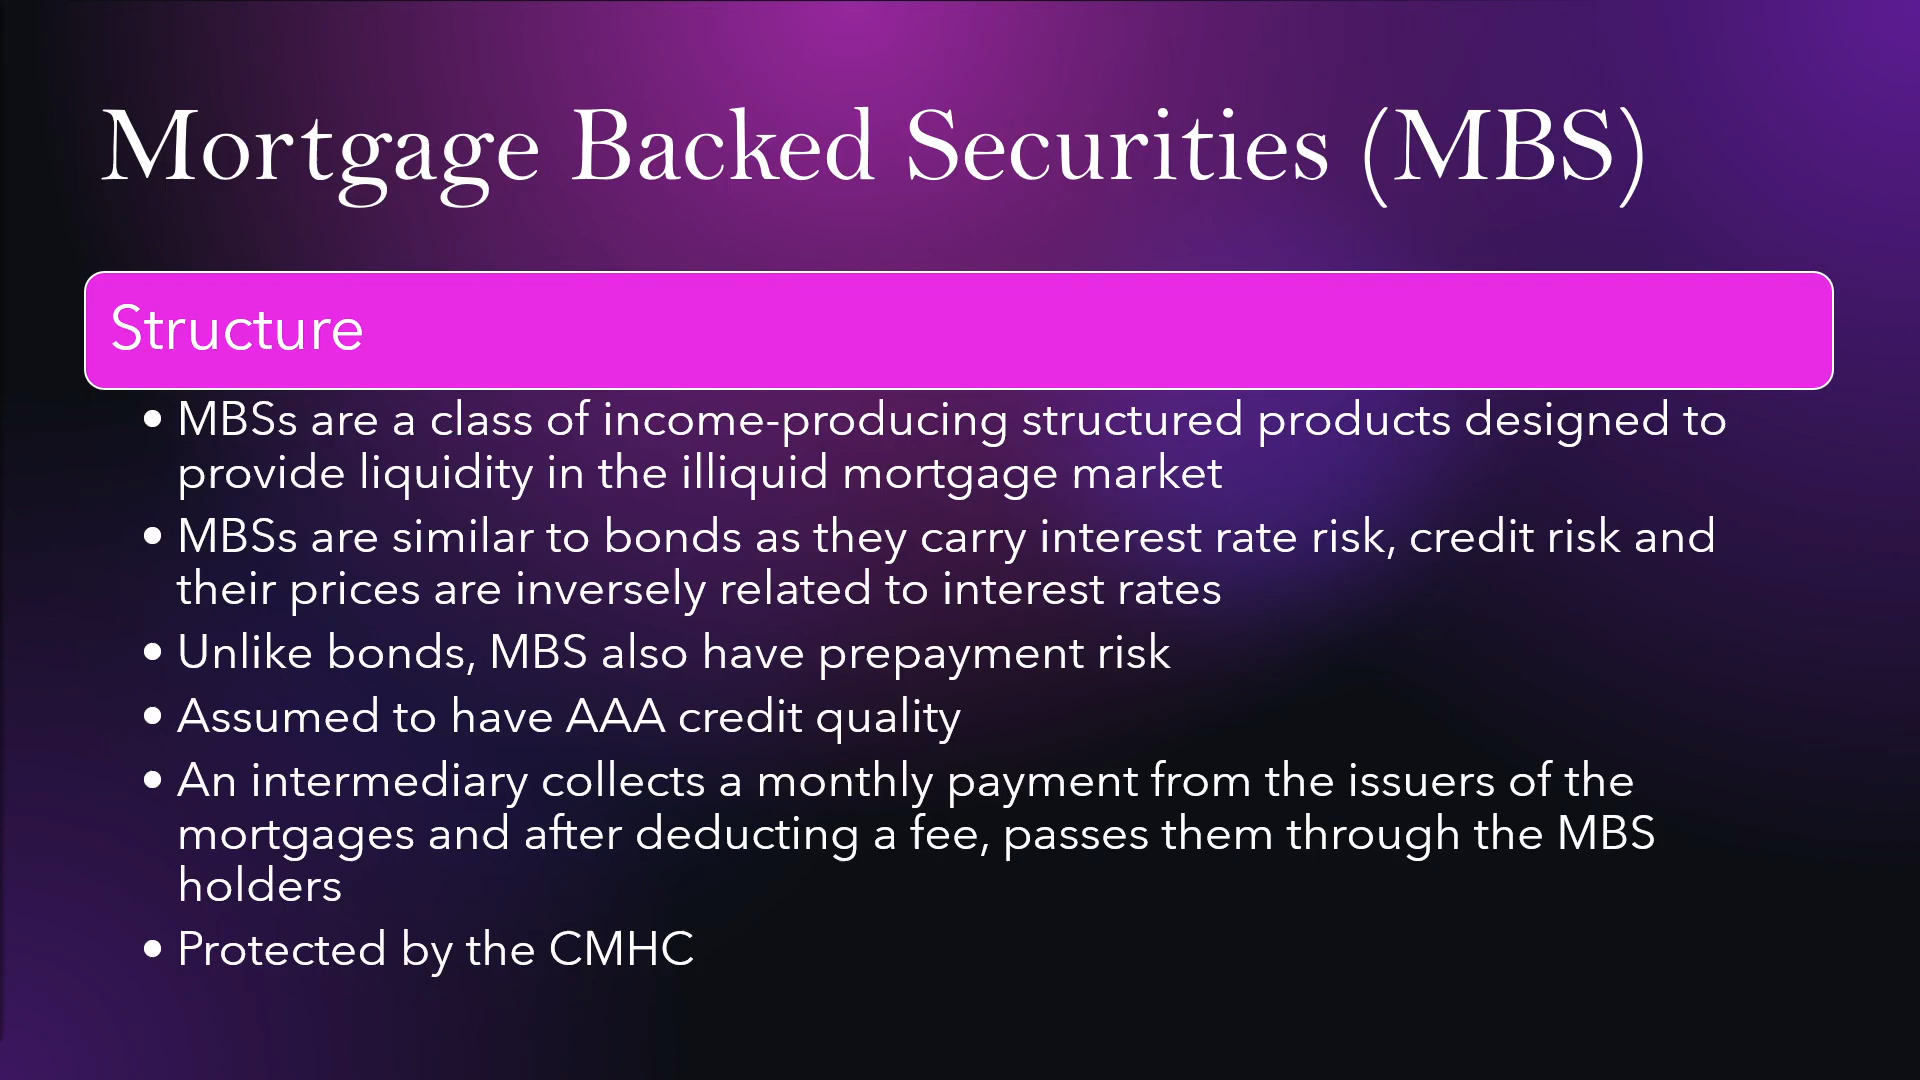 Mortgage Backed Securities (MBS)
Structure
• MBSs are a class of income-producing structured products designed to
provide liquidity in the illiquid mortgage market
• MBSs are similar to bonds as they carry interest rate risk, credit risk and
their prices are inversely related to interest rates
• Unlike bonds, MBS also have prepayment risk
• Assumed to have AAA credit quality
• An intermediary collects a monthly payment from the issuers of the
mortgages and after deducting a fee, passes them through the MBS
holders
• Protected by the CMHC